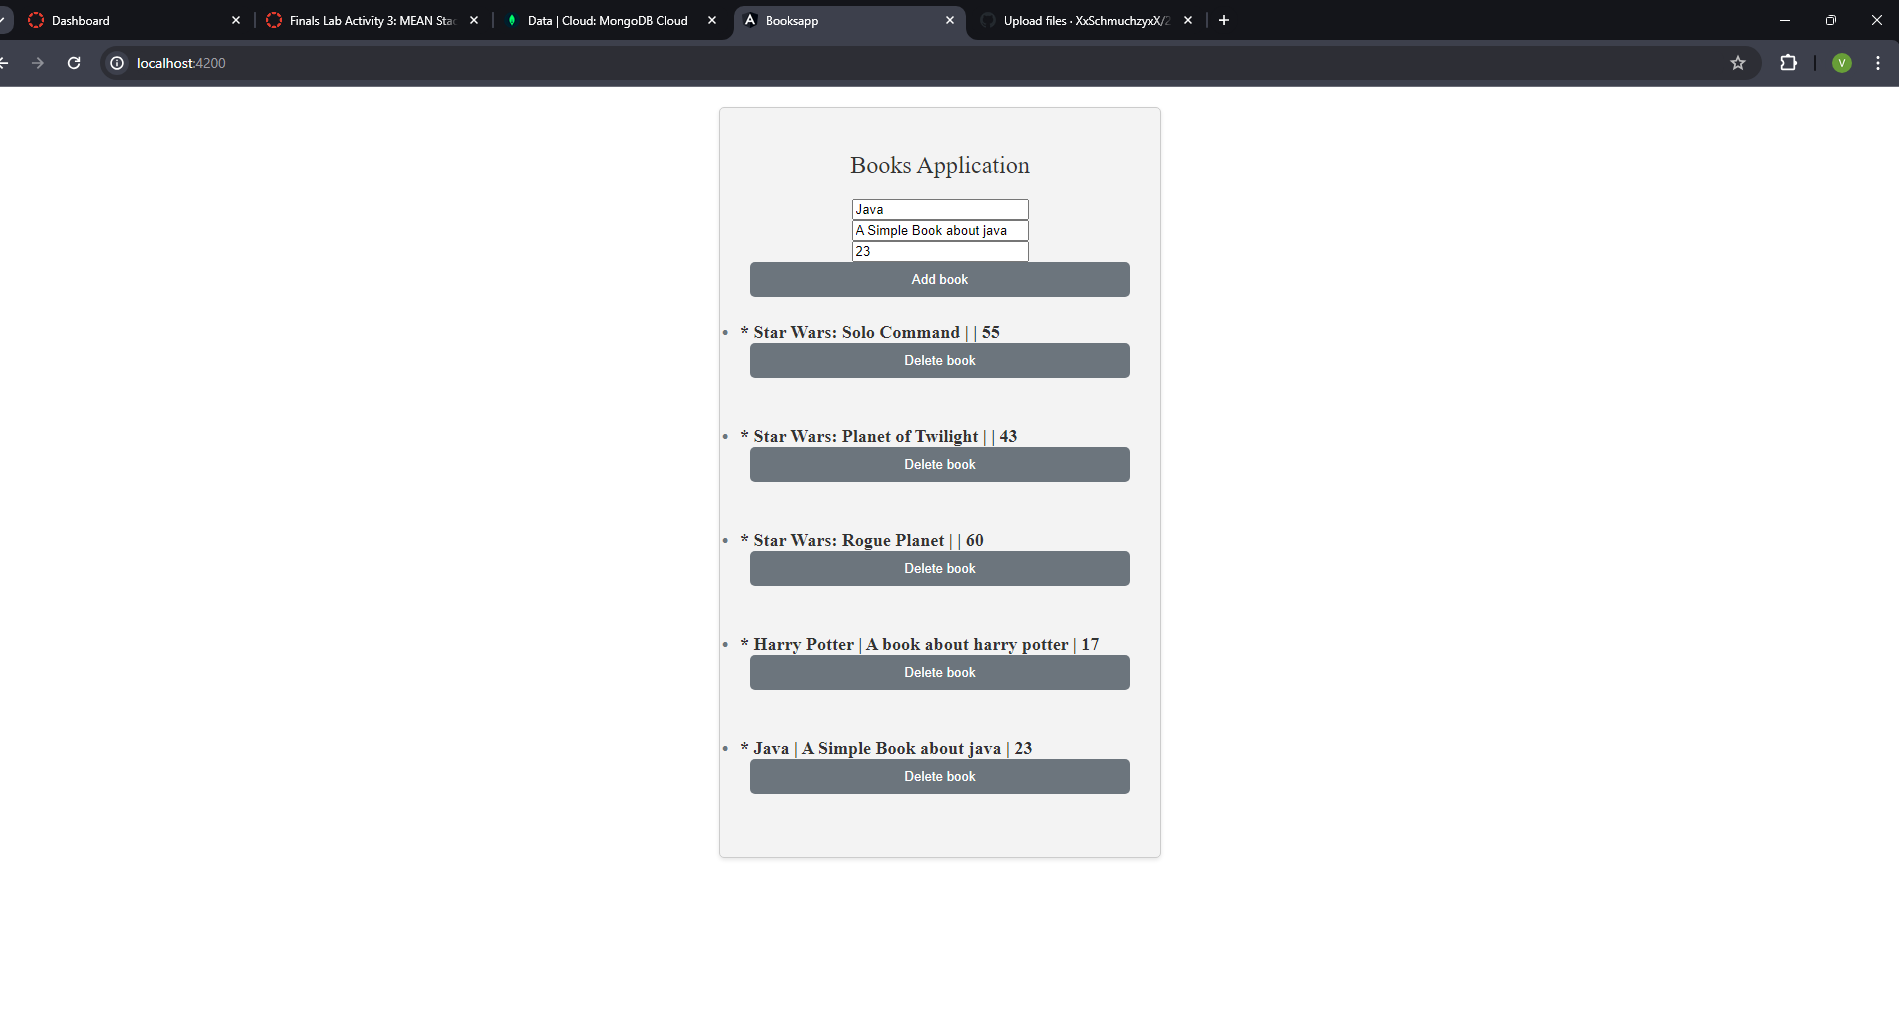 Dashboard
Finals Lab Activity 3: MEAN Stac
Data | Cloud: MongoDB Cloud
Booksapp
Upload files · XxSchmuchzyxX/2
localhost:4200
V
Books Application
Java
A Simple Book about java
23
Add book
* Star Wars: Solo Command | | 55
Delete book
* Star Wars: Planet of Twilight | | 43
Delete book
* Star Wars: Rogue Planet | | 60
Delete book
* Harry Potter | A book about harry potter | 17
Delete book
* Java | A Simple Book about java | 23
Delete book